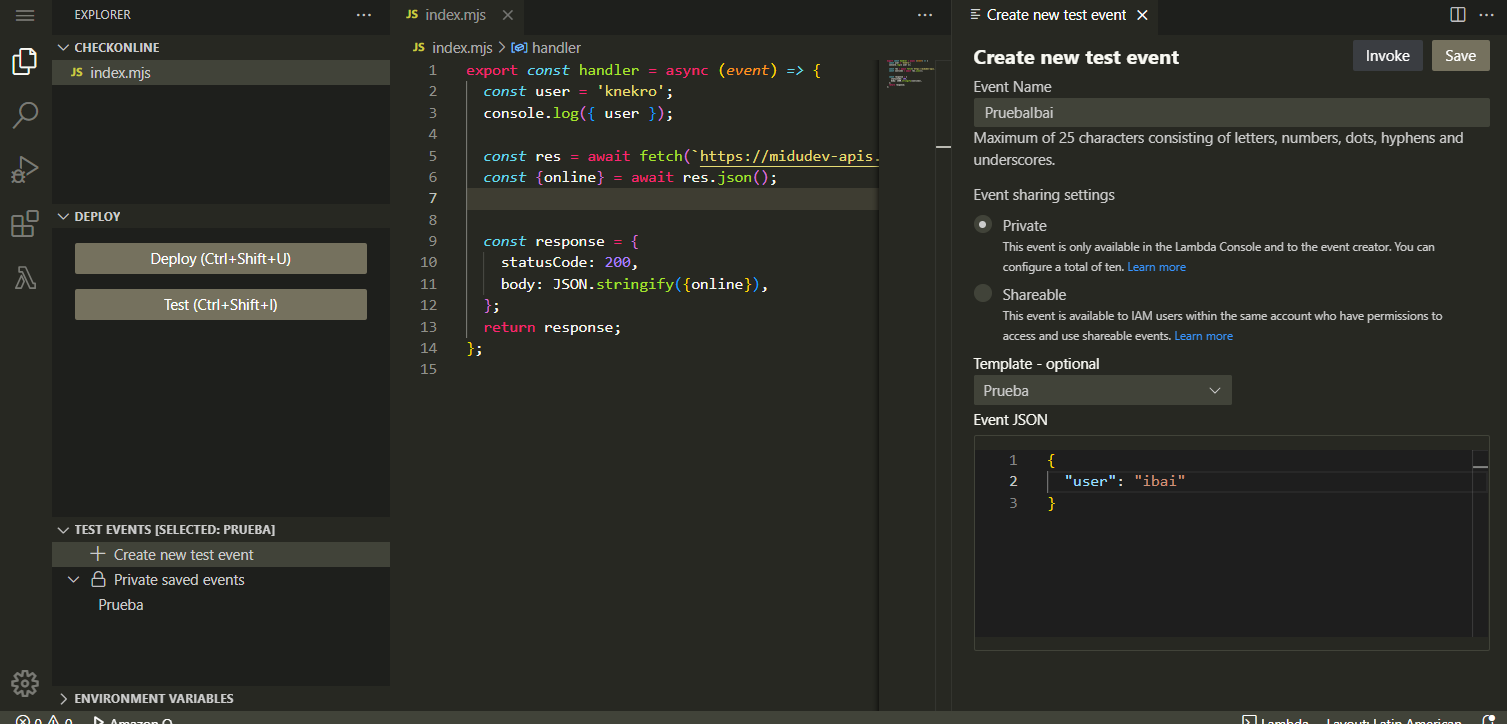 EXPLORER
CHECKONLINE
JS index.mjs
DEPLOY
Deploy (Ctrl+Shift+U)
Test (Ctrl+Shift+I)
TEST EVENTS [SELECTED: PRUEBA]
Create new test event
Private saved events
Prueba
ENVIRONMENT VARIABLES
JS index.mjs
JS index.mjs > handler
1 export const handler = async (event) => {
2 const user = 'knekro';
3 console.log({ user });
4
5 const res = await fetch(`https://midudev-apis.
6 const {online} = await res.json();
7
8
9 const response = {
10 statusCode: 200,
11 body: JSON.stringify({online}),
12 };
13 return response;
14 };
15
Create new test event
Create new test event
Invoke
Save
Event Name
PruebaIbai
Maximum of 25 characters consisting of letters, numbers, dots, hyphens and
underscores.
Event sharing settings
Private
This event is only available in the Lambda Console and to the event creator. You can
configure a total of ten. Learn more
Shareable
This event is available to IAM users within the same account who have permissions to
access and use shareable events. Learn more
Template - optional
Prueba
Event JSON
1 {
2 "user": "ibai"
3 }
0 0 Amazon Q
Lambda Layout: Latin American